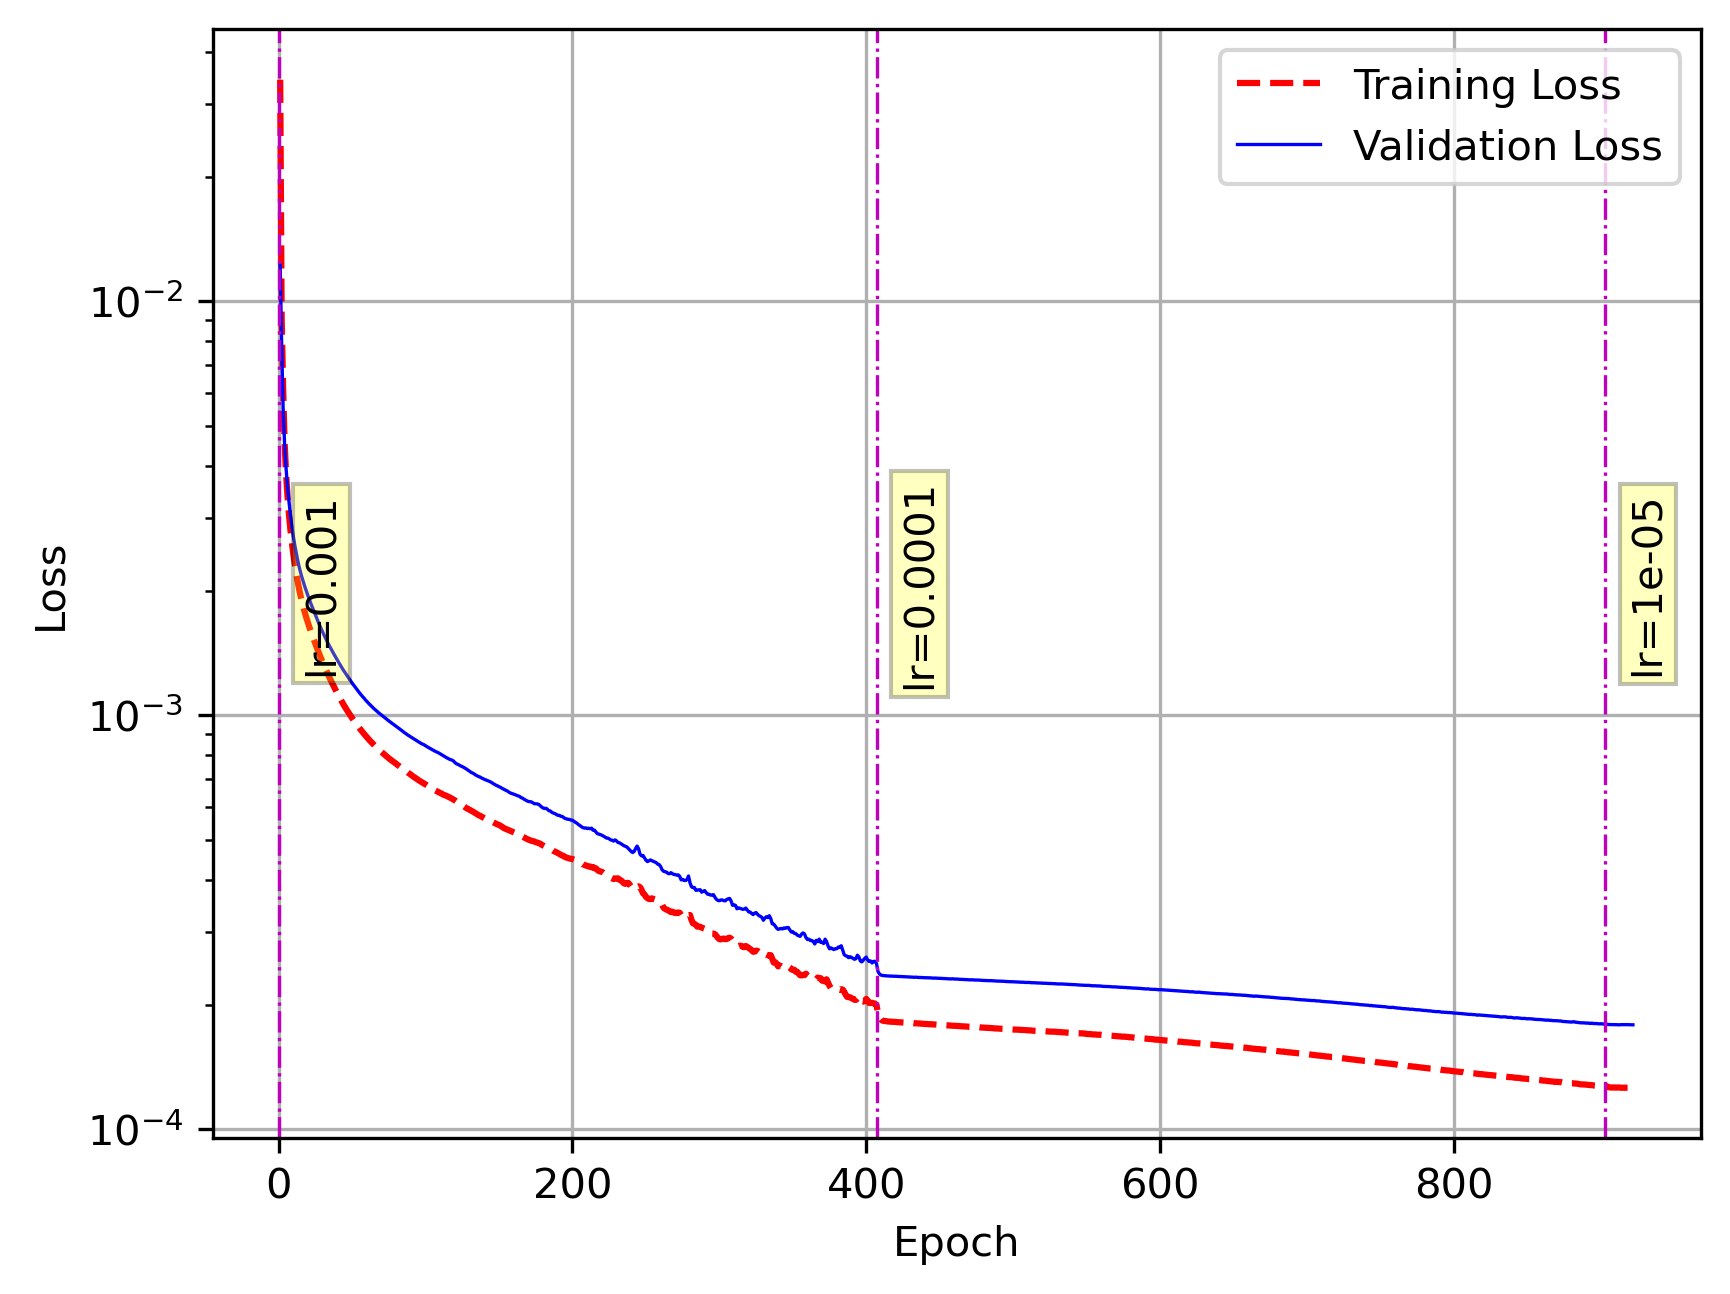 Training Loss
Validation Loss
10⁻²
10⁻³
10⁻⁴
Loss
lr=0.001
lr=0.0001
lr=1e-05
0 200 400 600 800
Epoch